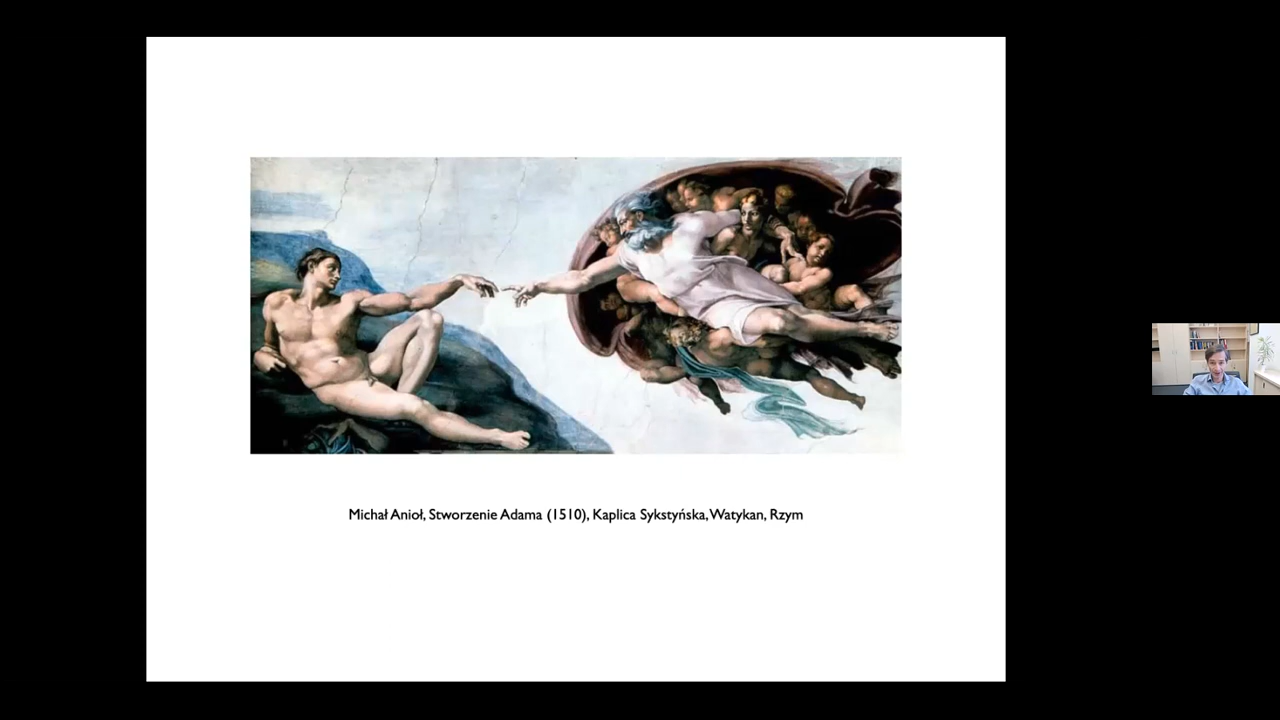 Michał Anioł, Stworzenie Adama (1510), Kaplica Sykstyńska, Watykan, Rzym